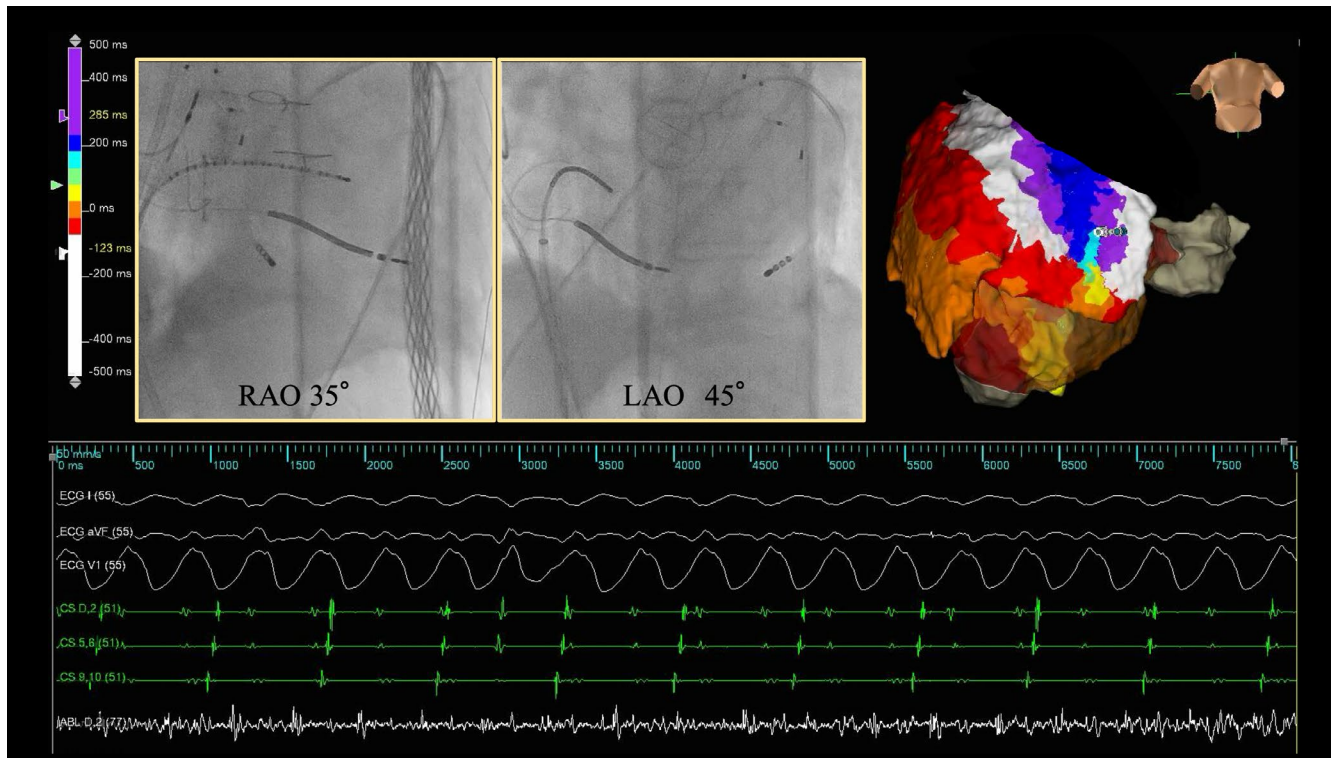 500 ms
400 ms
285 ms
200 ms
0 ms
-123 ms
-200 ms
-400 ms
-500 ms
RAO 35°
LAO 45°
50 mm/s
0 ms 500 1000 1500 2000 2500 3000 3500 4000 4500 5000 5500 6000 6500 7000 7500 8
ECG I (55)
ECG aVF (55)
ECG V1 (55)
CS D,2 (51)
CS 5,6 (51)
CS 9,10 (51)
ABL D,2 (77)